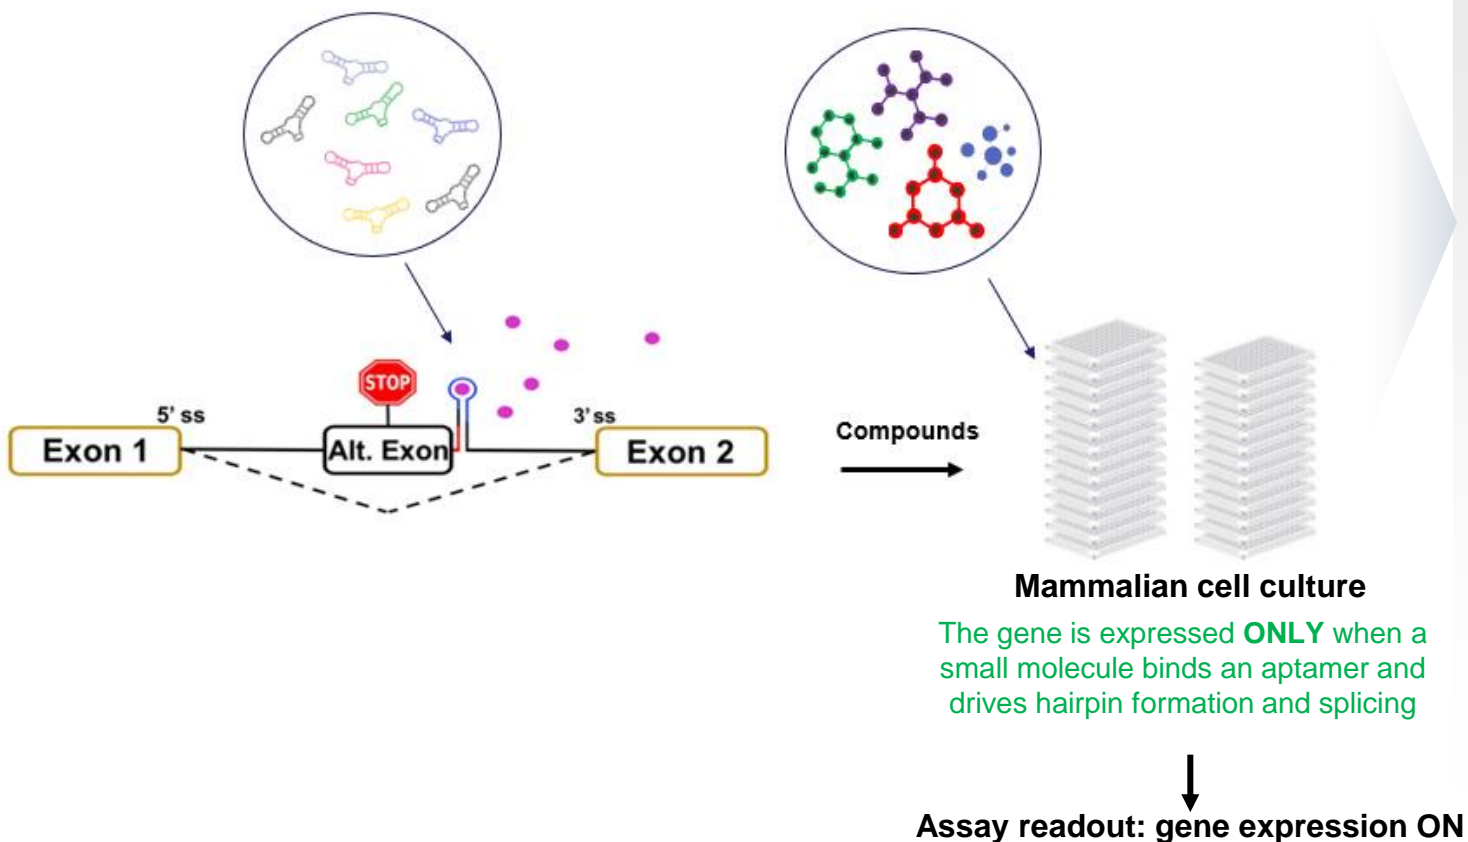 STOP
5' ss
3' ss
Exon 1
Alt. Exon
Exon 2
Compounds
Mammalian cell culture
The gene is expressed ONLY when a
small molecule binds an aptamer and
drives hairpin formation and splicing
Assay readout: gene expression ON